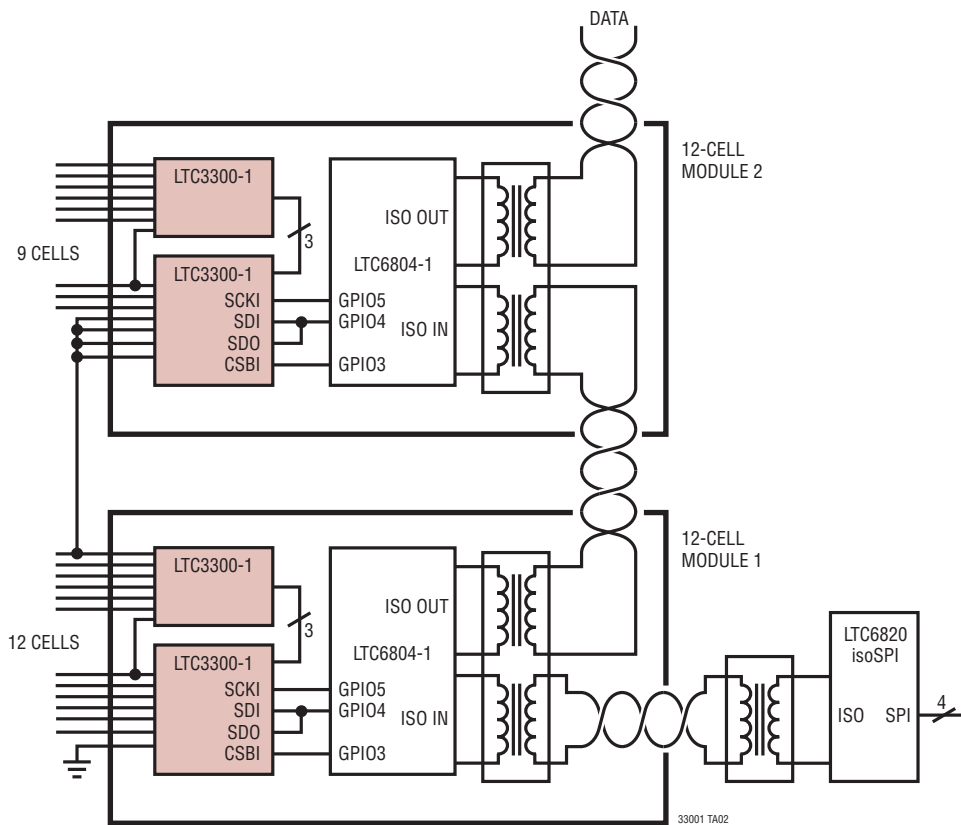 DATA
12-CELL
MODULE 2
LTC3300-1
3
ISO OUT
9 CELLS
LTC3300-1
LTC6804-1
SCKI
GPIO5
SDI
GPIO4
ISO IN
SDO
CSBI
GPIO3
12-CELL
MODULE 1
LTC3300-1
3
ISO OUT
12 CELLS
LTC3300-1
LTC6804-1
SCKI
GPIO5
SDI
GPIO4
ISO IN
SDO
CSBI
GPIO3
LTC6820
isoSPI
ISO
SPI
4
33001 TA02